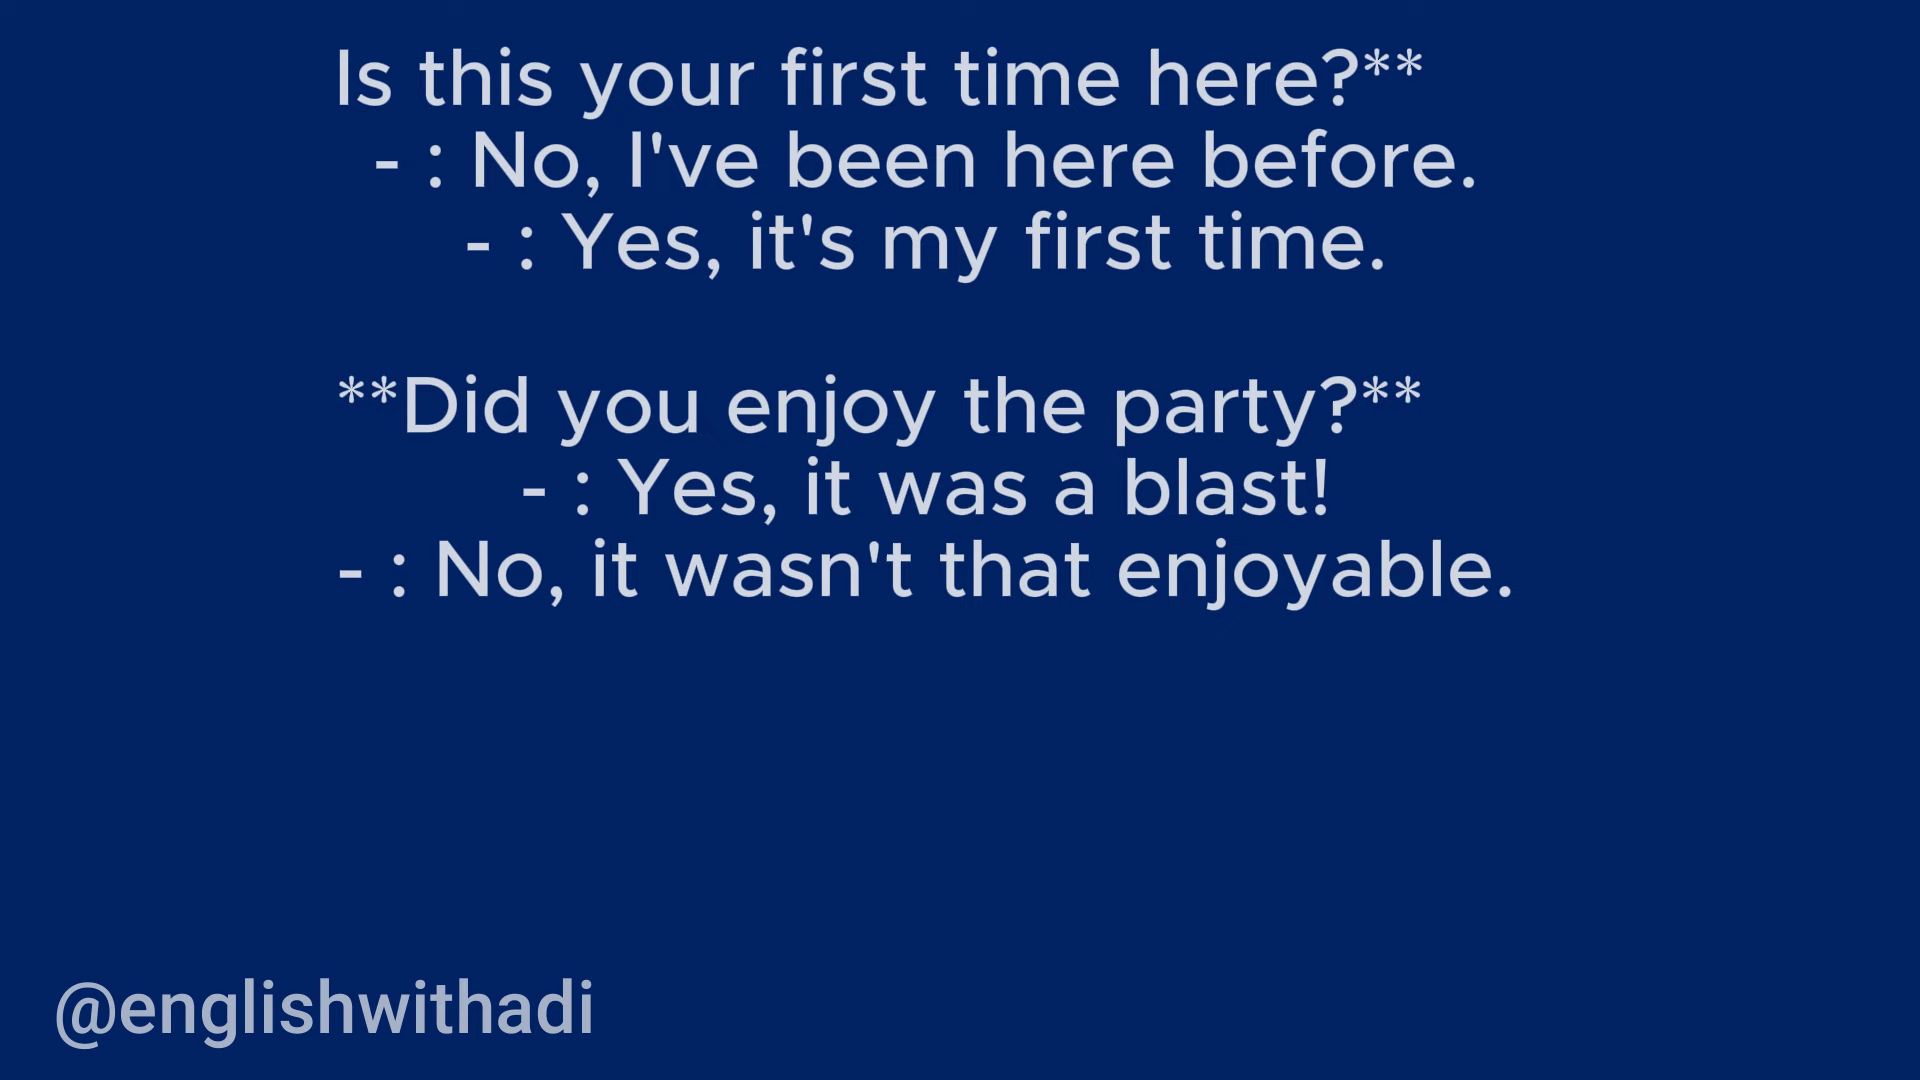 Is this your first time here?**
- : No, I've been here before.
- : Yes, it's my first time.
**Did you enjoy the party?**
- : Yes, it was a blast!
- : No, it wasn't that enjoyable.
@englishwithadi